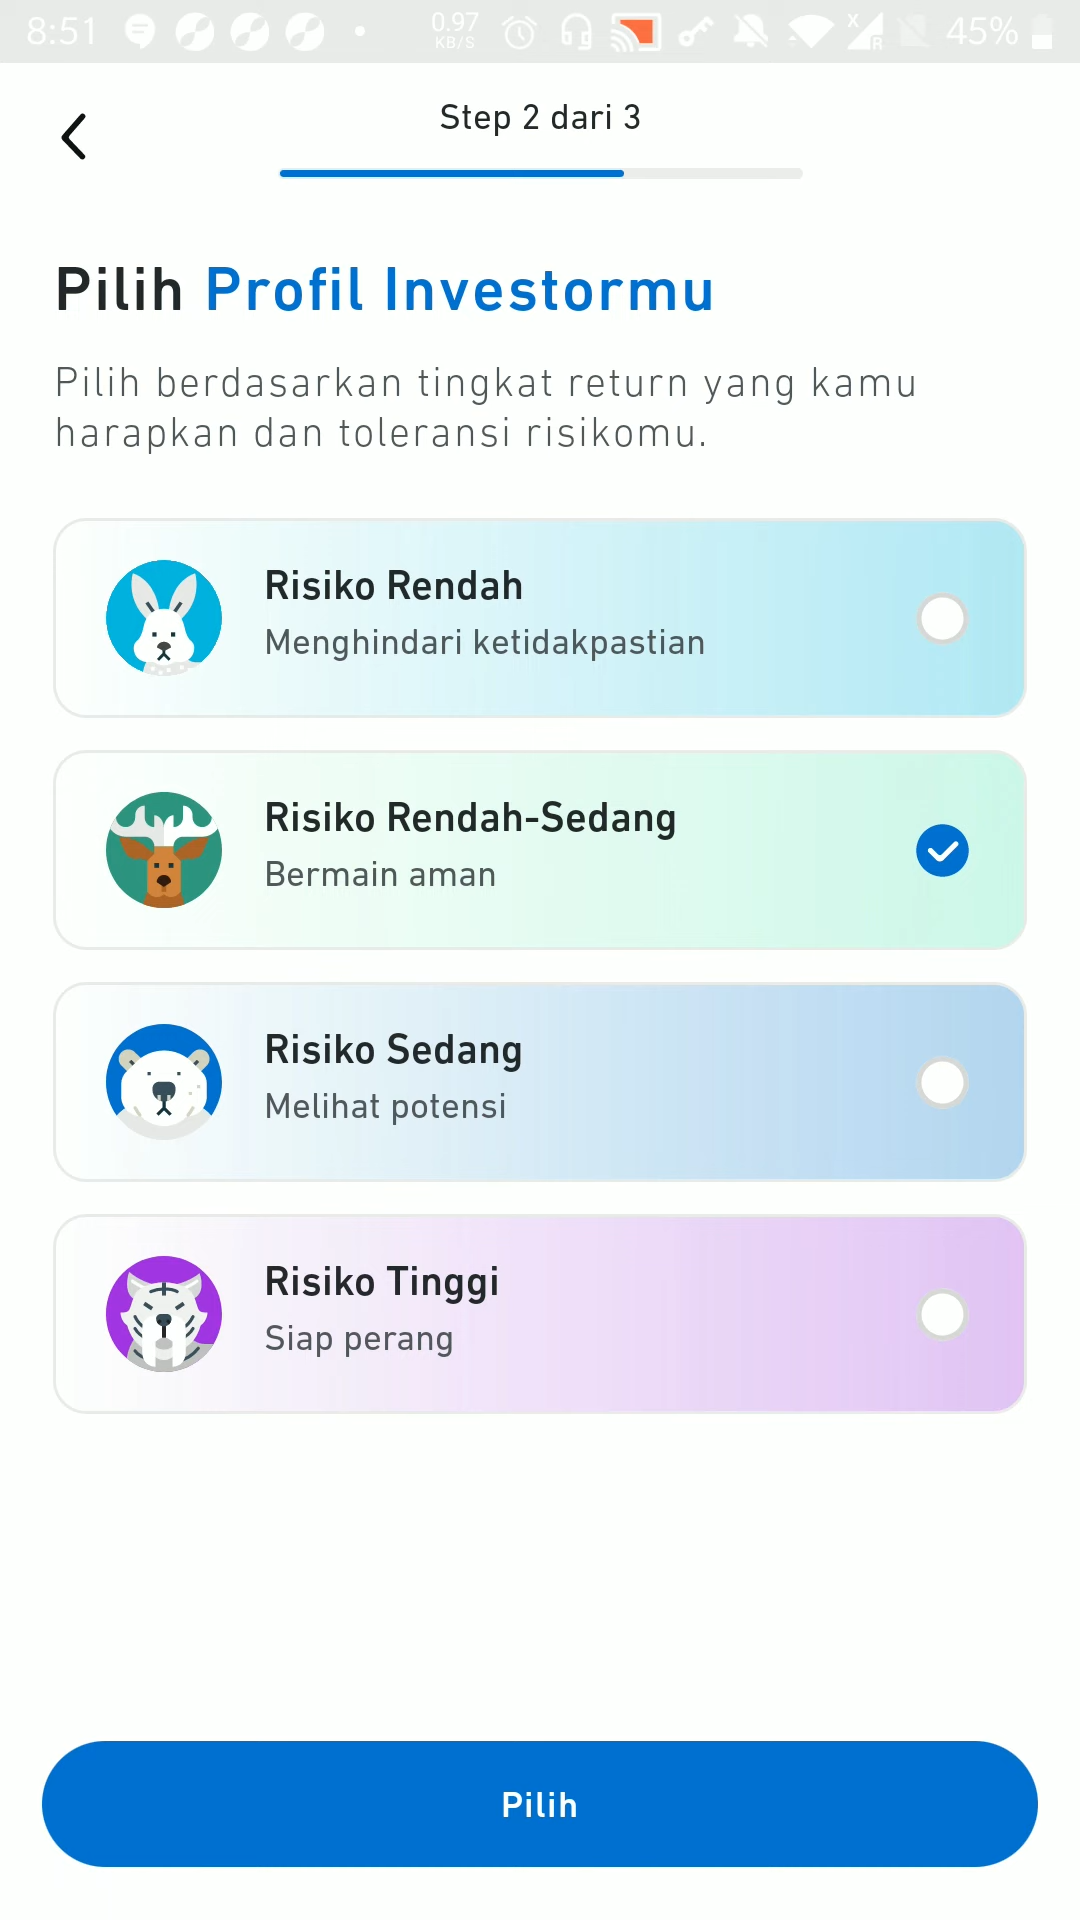 8:51
0.97
KB/S
X
R
45%
Step 2 dari 3
Pilih Profil Investormu
Pilih berdasarkan tingkat return yang kamu
harapkan dan toleransi risikomu.
Risiko Rendah
Menghindari ketidakpastian
Risiko Rendah-Sedang
Bermain aman
Risiko Sedang
Melihat potensi
Risiko Tinggi
Siap perang
Pilih